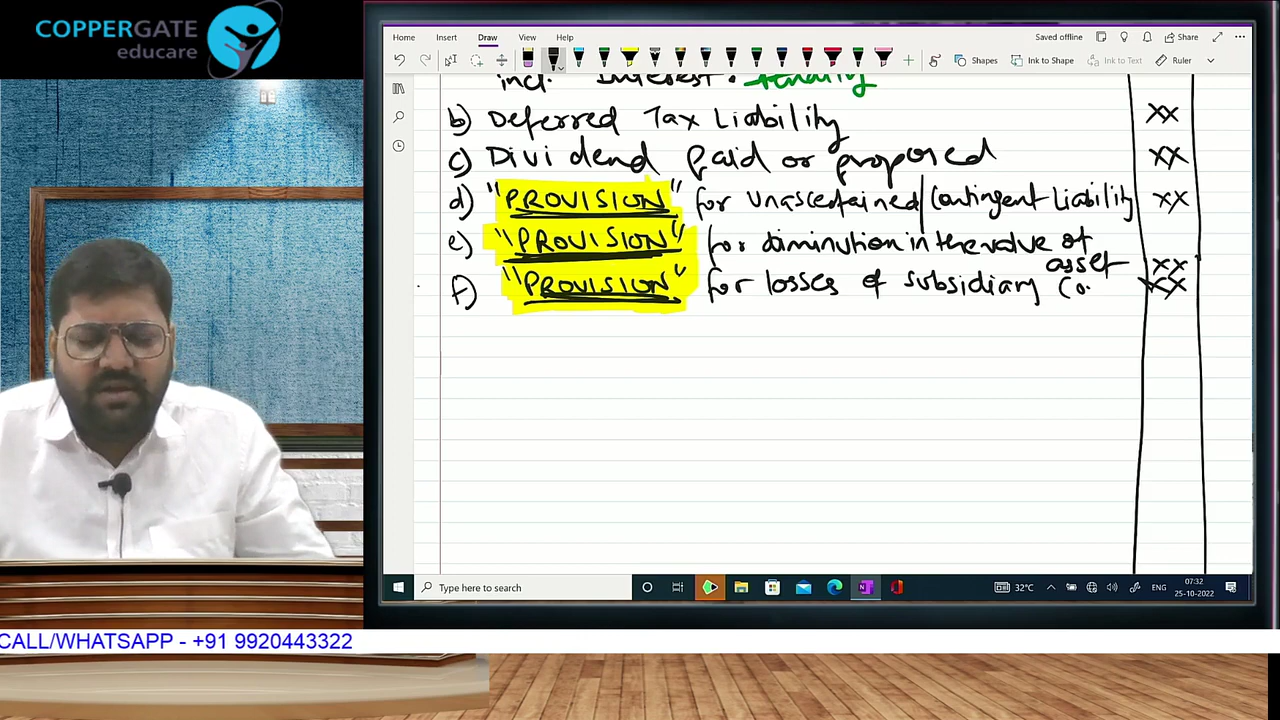 COPPERGATE
educare
Home Insert Draw View Help
Saved offline
Share
Shapes
Ink to Shape
Ink to Text
Ruler
incl. Interest. Penalty
b) Deferred Tax Liability XX
c) Dividend paid or proposed XX
d) "PROVISION" for unascertained/Contingent Liability XX
e) "PROVISION" for diminution in the value of
asset XX
f) "PROVISION" for losses of subsidiary Co. XX
Type here to search
32°C
ENG
07:32
25-10-2022
CALL/WHATSAPP - +91 9920443322